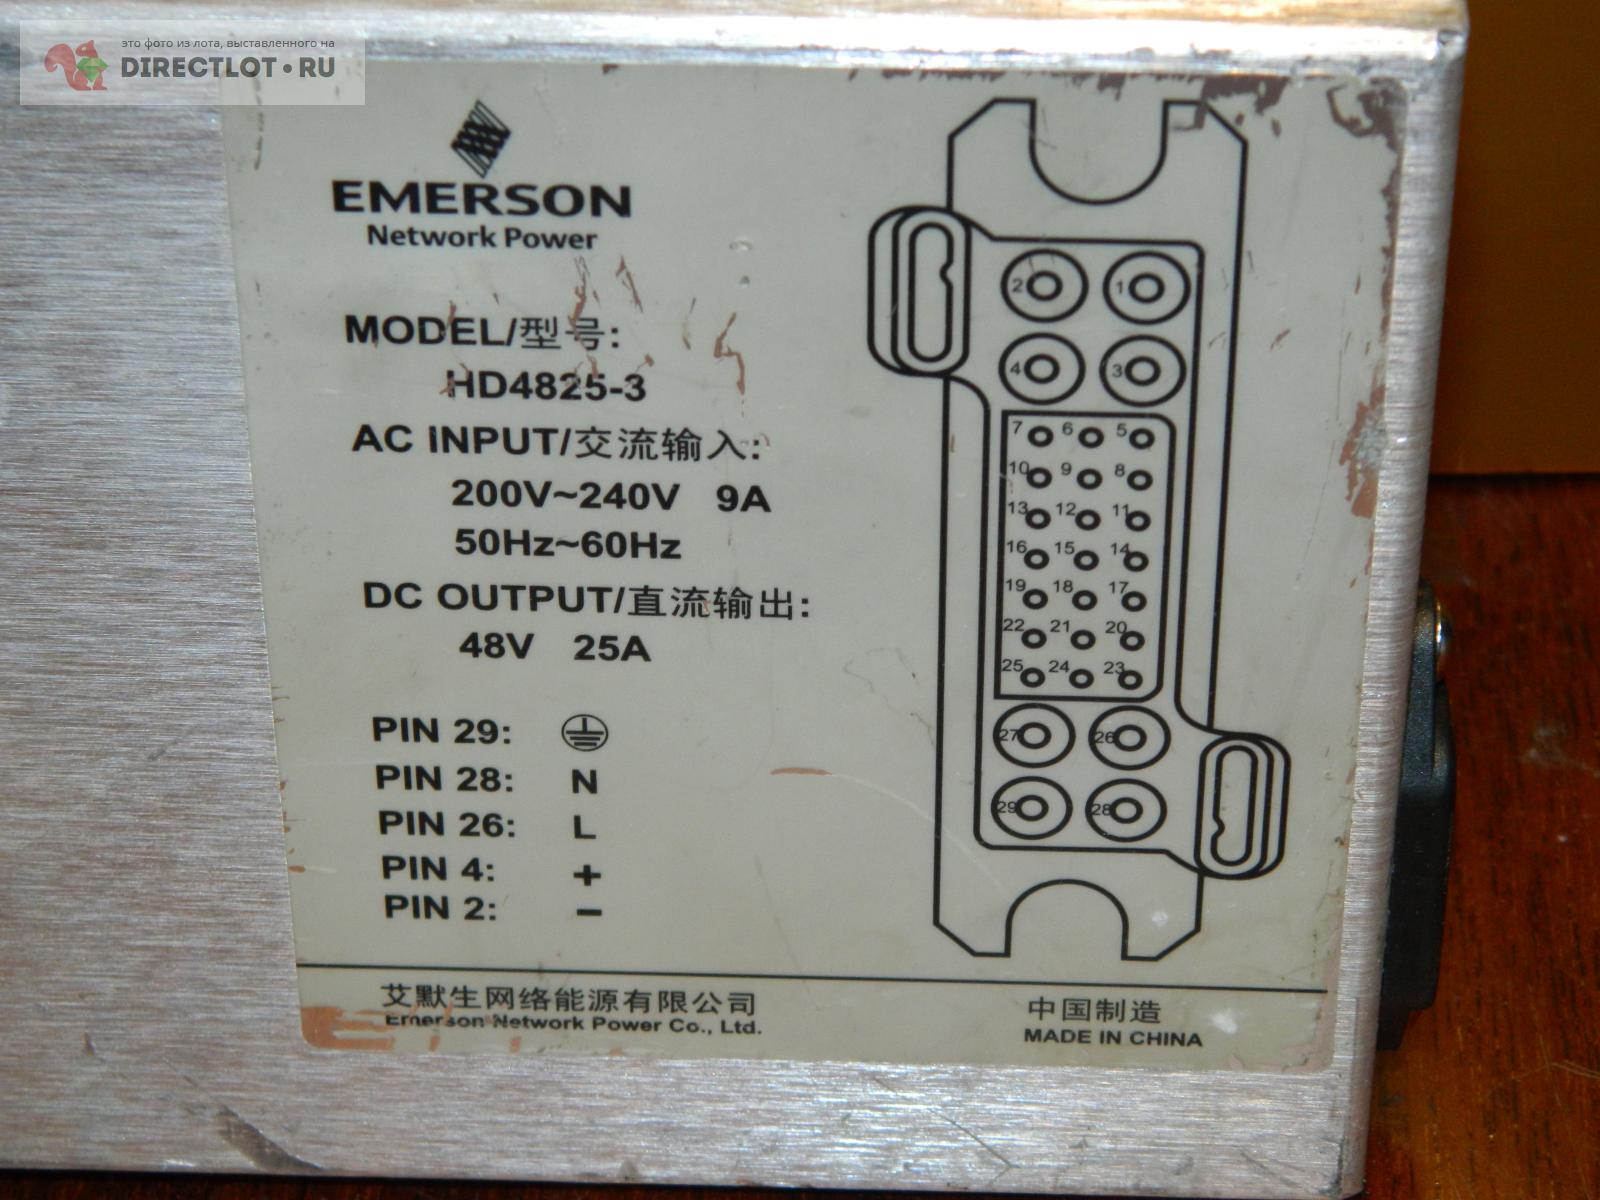 это фото из лота, выставленного на
DIRECTLOT•RU
EMERSON
Network Power
MODEL/型号:
HD4825-3
AC INPUT/交流输入:
200V~240V 9A
50Hz~60Hz
DC OUTPUT/直流输出:
48V 25A
PIN 29:
PIN 28: N
PIN 26: L
PIN 4: +
PIN 2: −
2 1
4 3
7 6 5
10 9 8
13 12 11
16 15 14
19 18 17
22 21 20
25 24 23
27 26
29 28
艾默生网络能源有限公司
Emerson Network Power Co., Ltd.
中国制造
MADE IN CHINA